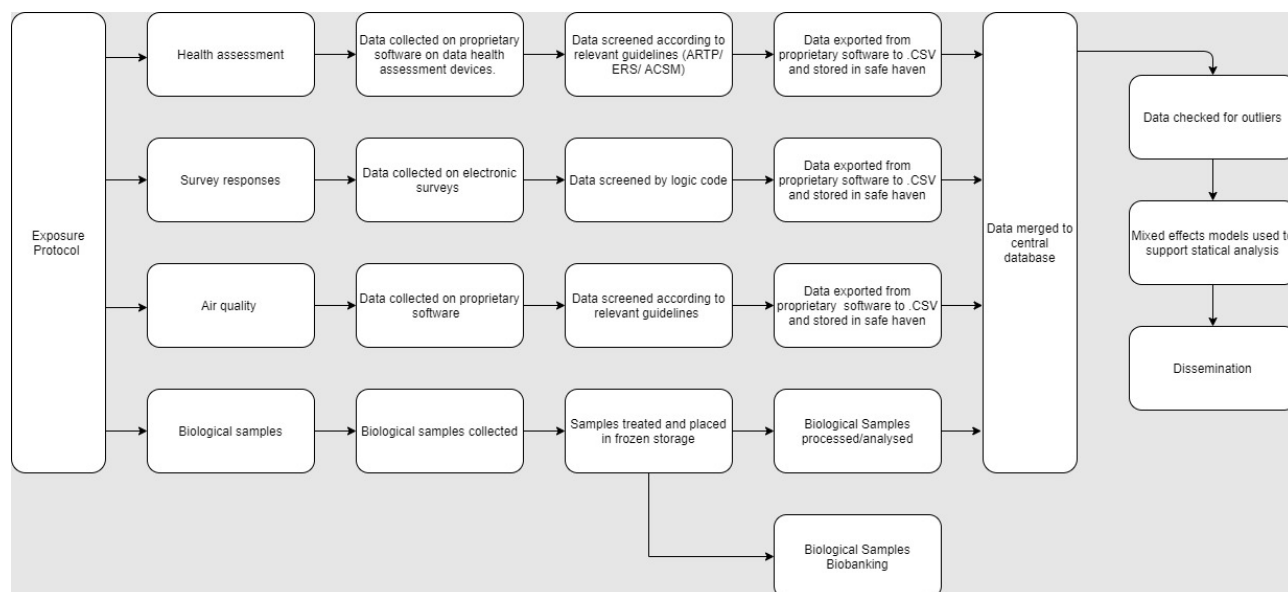 Exposure
Protocol
Health assessment
Data collected on proprietary
software on data health
assessment devices.
Data screened according to
relevant guidelines (ARTP/
ERS/ ACSM)
Data exported from
proprietary software to .CSV
and stored in safe haven
Survey responses
Data collected on electronic
surveys
Data screened by logic code
Data exported from
proprietary software to .CSV
and stored in safe haven
Air quality
Data collected on proprietary
software
Data screened according to
relevant guidelines
Data exported from
proprietary software to .CSV
and stored in safe haven
Biological samples
Biological samples collected
Samples treated and placed
in frozen storage
Biological Samples
processed/analysed
Biological Samples
Biobanking
Data merged to
central
database
Data checked for outliers
Mixed effects models used to
support statical analysis
Dissemination